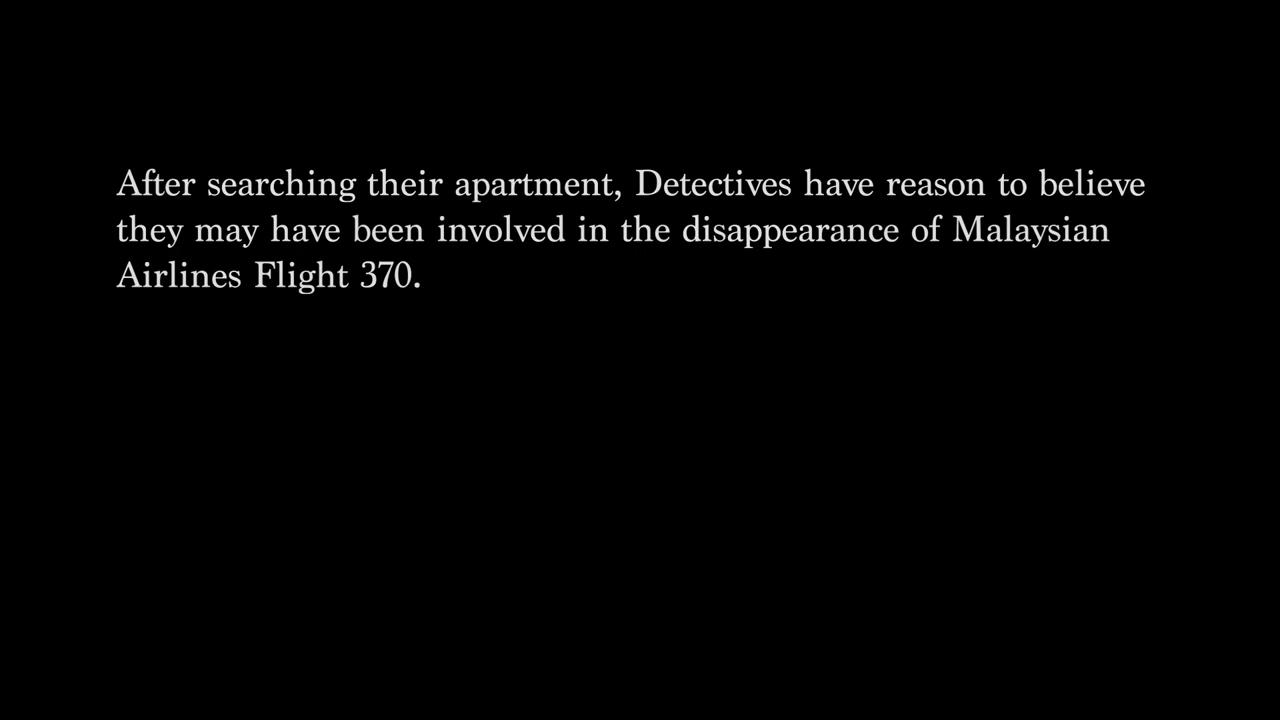 After searching their apartment, Detectives have reason to believe
they may have been involved in the disappearance of Malaysian
Airlines Flight 370.